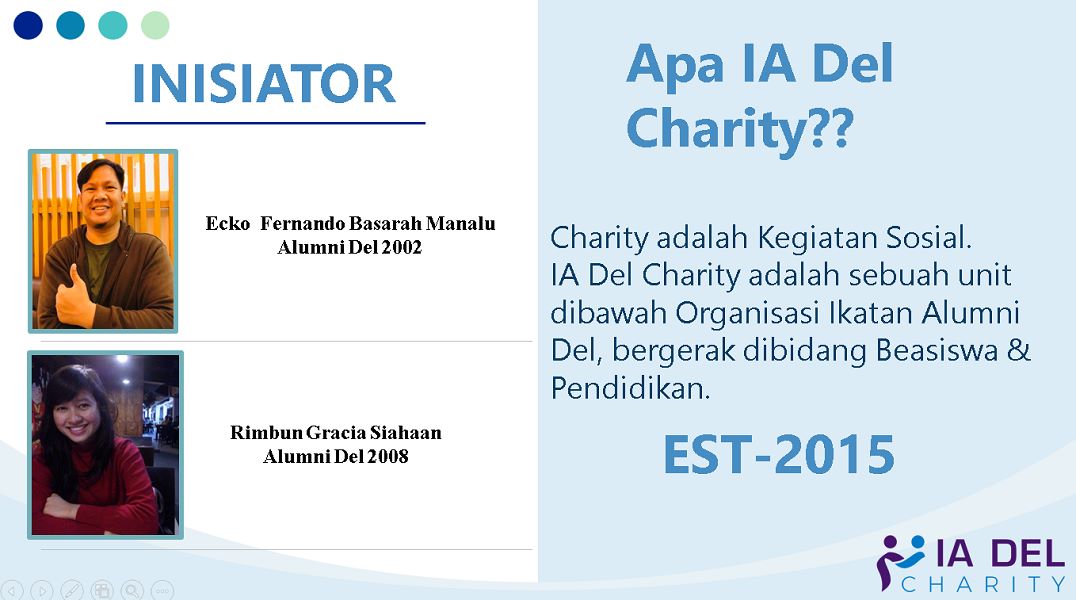 INISIATOR
Ecko  Fernando Basarah Manalu
Alumni Del 2002
Rimbun Gracia Siahaan
Alumni Del 2008
Apa IA Del
Charity??
Charity adalah Kegiatan Sosial.
IA Del Charity adalah sebuah unit
dibawah Organisasi Ikatan Alumni
Del, bergerak dibidang Beasiswa &
Pendidikan.
EST-2015
IA DEL
CHARITY